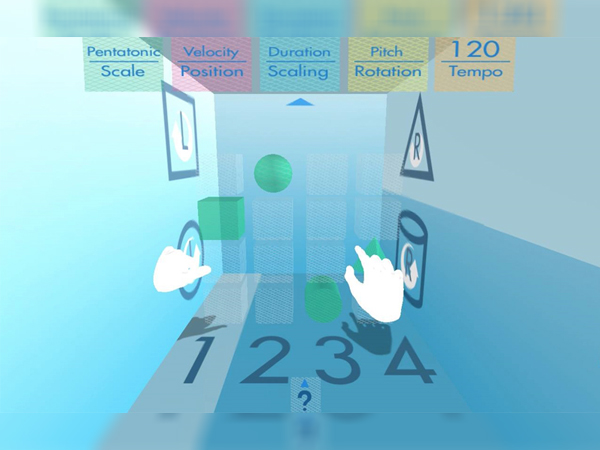 Pentatonic Velocity Duration Pitch 120
Scale Position Scaling Rotation Tempo
L R
L R
1 2 3 4
?